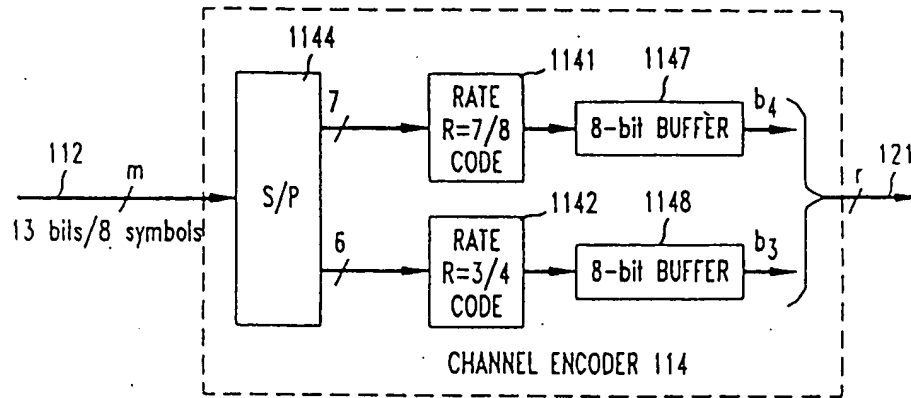 1144
1141
1147
7
RATE
R=7/8
CODE
8-bit BUFFER
b4
112
m
S/P
r
121
13 bits/8 symbols
1142
1148
6
RATE
R=3/4
CODE
8-bit BUFFER
b3
CHANNEL ENCODER 114